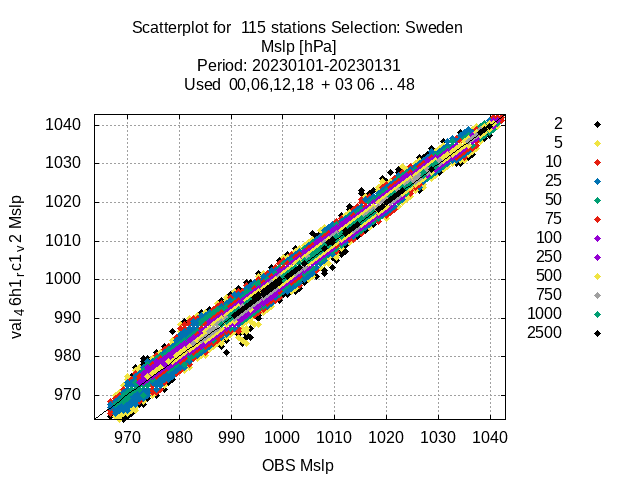 Scatterplot for  115 stations Selection: Sweden
Mslp [hPa]
Period: 20230101-20230131
Used  00,06,12,18  + 03 06 ... 48
val_4 6h1_r c1_v 2 Mslp
1040
1030
1020
1010
1000
990
980
970
970 980 990 1000 1010 1020 1030 1040
OBS Mslp
2
5
10
25
50
75
100
250
500
750
1000
2500